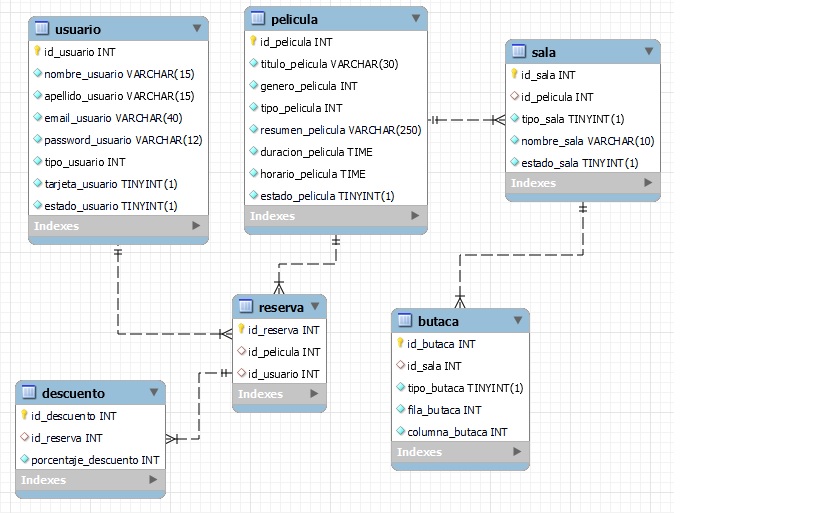 usuario
id_usuario INT
nombre_usuario VARCHAR(15)
apellido_usuario VARCHAR(15)
email_usuario VARCHAR(40)
password_usuario VARCHAR(12)
tipo_usuario INT
tarjeta_usuario TINYINT(1)
estado_usuario TINYINT(1)
Indexes
pelicula
id_pelicula INT
titulo_pelicula VARCHAR(30)
genero_pelicula INT
tipo_pelicula INT
resumen_pelicula VARCHAR(250)
duracion_pelicula TIME
horario_pelicula TIME
estado_pelicula TINYINT(1)
Indexes
sala
id_sala INT
id_pelicula INT
tipo_sala TINYINT(1)
nombre_sala VARCHAR(10)
estado_sala TINYINT(1)
Indexes
reserva
id_reserva INT
id_pelicula INT
id_usuario INT
Indexes
butaca
id_butaca INT
id_sala INT
tipo_butaca TINYINT(1)
fila_butaca INT
columna_butaca INT
Indexes
descuento
id_descuento INT
id_reserva INT
porcentaje_descuento INT
Indexes